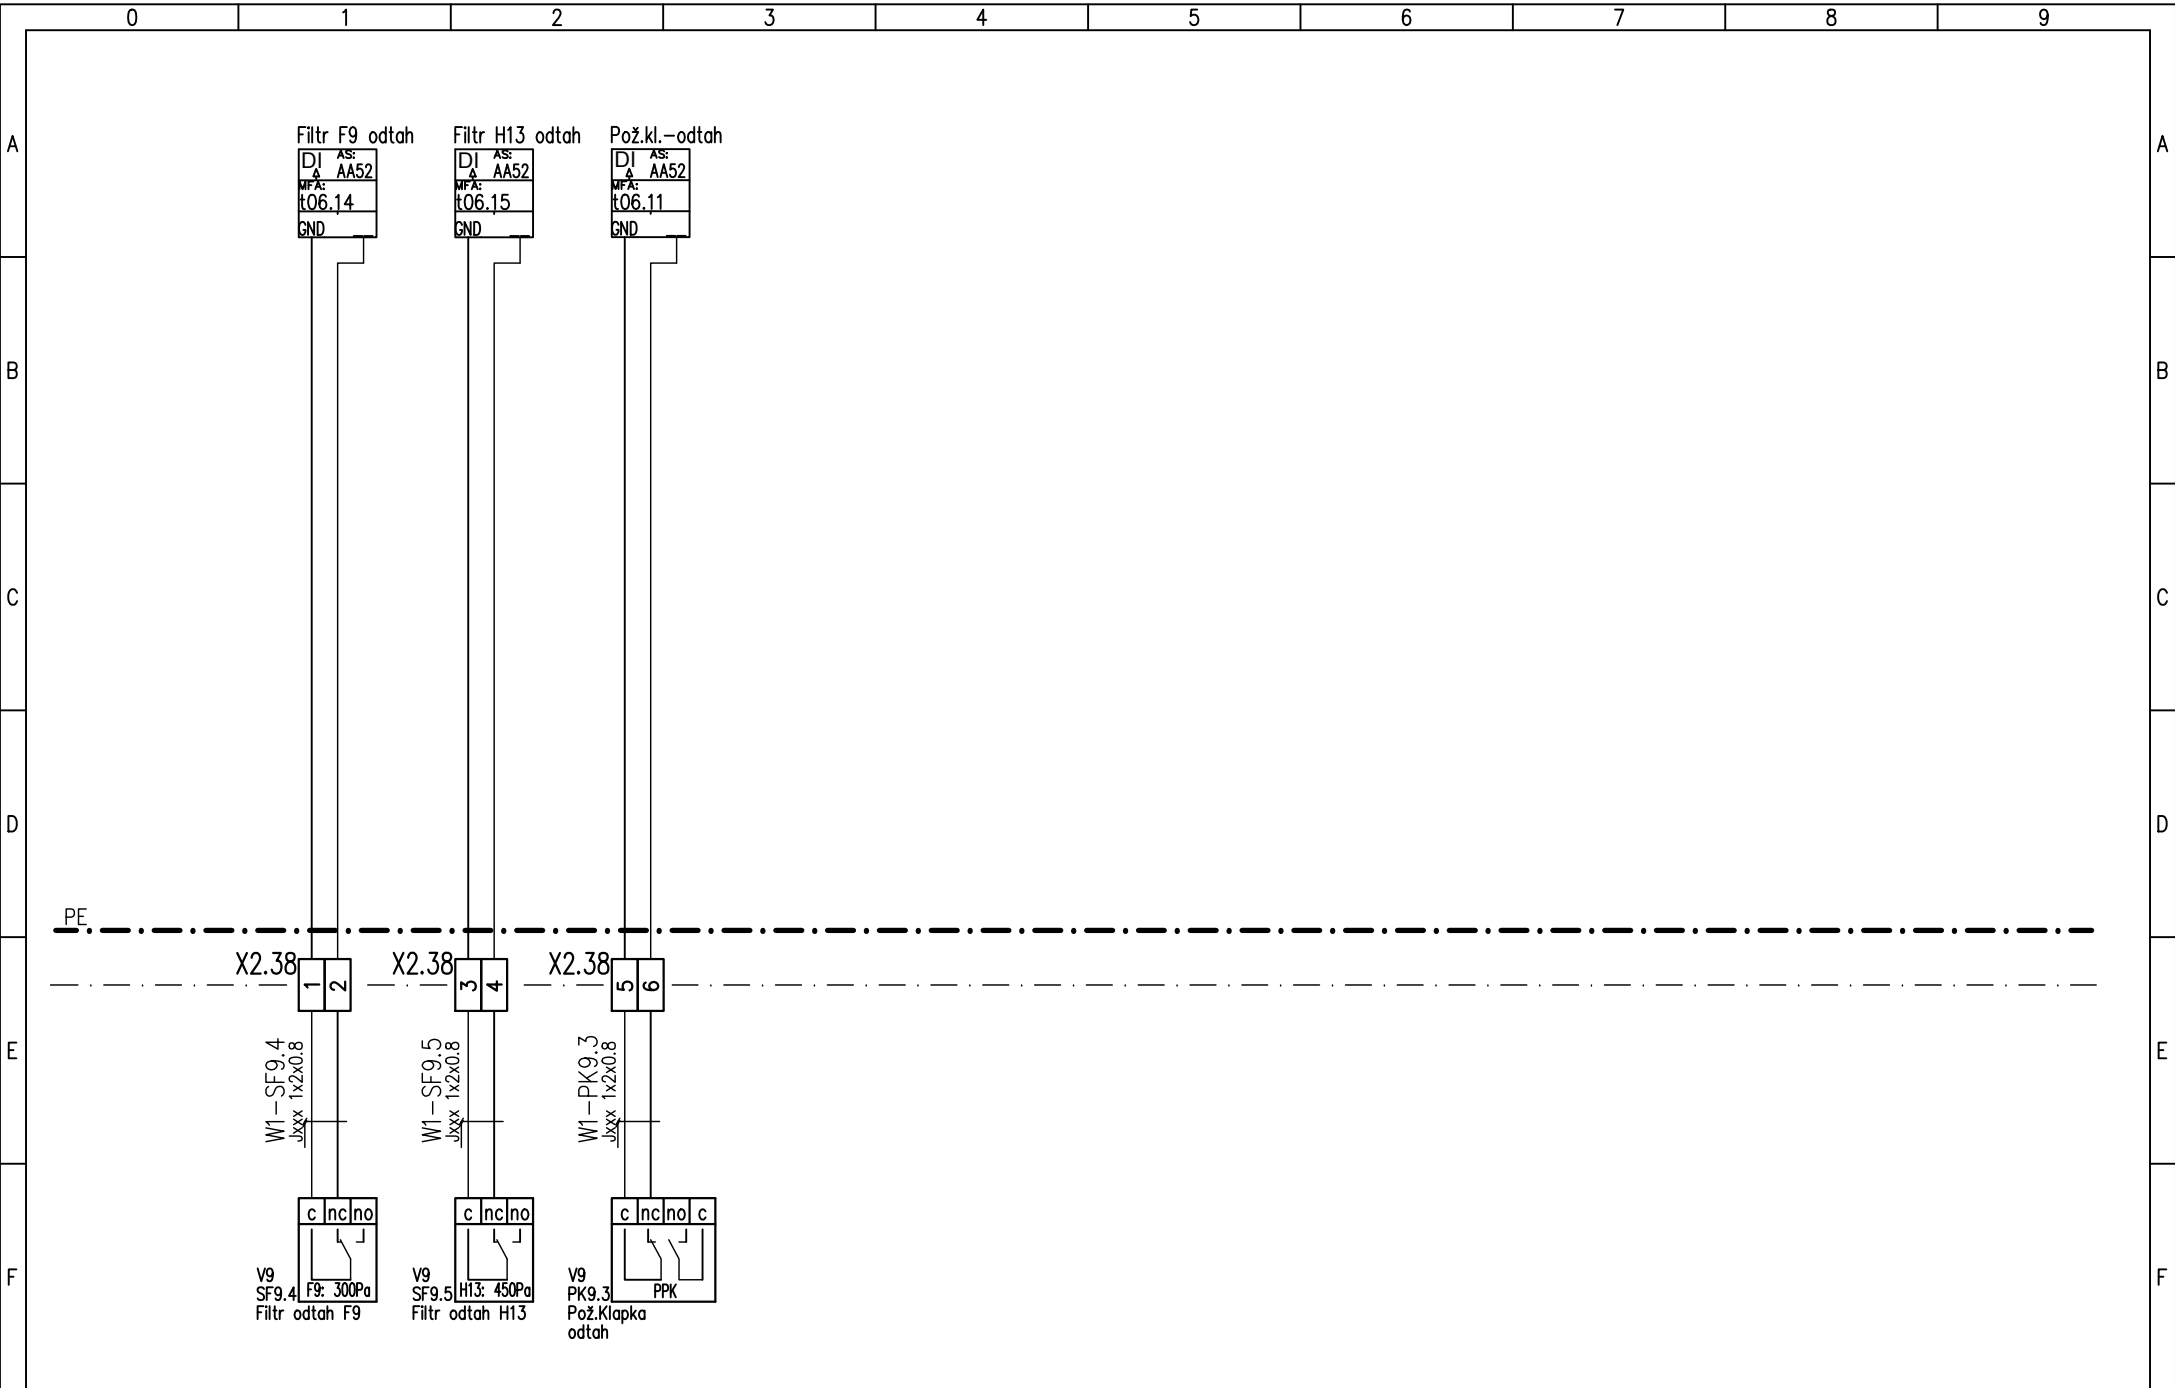 0 1 2 3 4 5 6 7 8 9
A A
Filtr F9 odtah
DI AS:
AA52
MFA:
t06.14
GND
Filtr H13 odtah
DI AS:
AA52
MFA:
t06.15
GND
Pož.kl.-odtah
DI AS:
AA52
MFA:
t06.11
GND
B B
C C
D D
PE
X2.38 1 2
X2.38 3 4
X2.38 5 6
E E
W1-SF9.4
Jxxx 1x2x0.8
W1-SF9.5
Jxxx 1x2x0.8
W1-PK9.3
Jxxx 1x2x0.8
F F
c nc no
F9: 300Pa
V9
SF9.4
Filtr odtah F9
c nc no
H13: 450Pa
V9
SF9.5
Filtr odtah H13
c nc no c
PPK
V9
PK9.3
Pož.Klapka
odtah